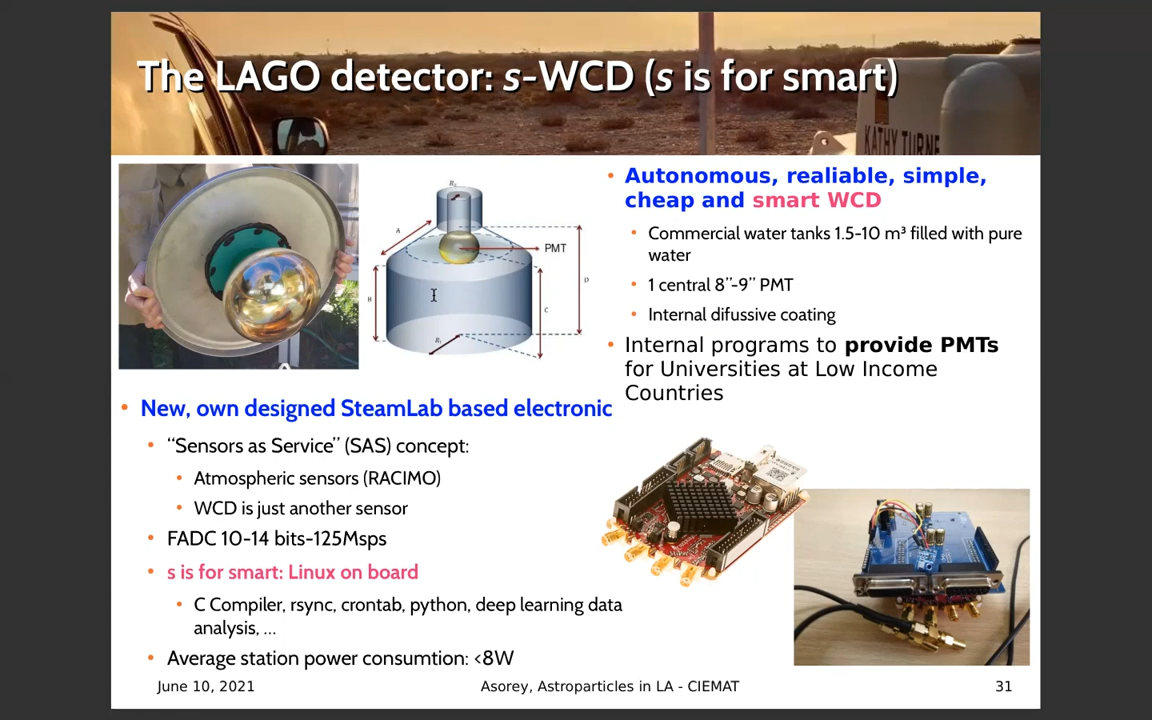 The LAGO detector: s-WCD (s is for smart)
KATHY TURNE
R₂
A
PMT
H
D
C
R₁
• Autonomous, realiable, simple,
cheap and smart WCD
• Commercial water tanks 1.5-10 m³ filled with pure
water
• 1 central 8’’-9’’ PMT
• Internal difussive coating
• Internal programs to provide PMTs
for Universities at Low Income
Countries
• New, own designed SteamLab based electronic
• “Sensors as Service” (SAS) concept:
• Atmospheric sensors (RACIMO)
• WCD is just another sensor
• FADC 10-14 bits-125Msps
• s is for smart: Linux on board
• C Compiler, rsync, crontab, python, deep learning data
analysis, ...
• Average station power consumtion: <8W
June 10, 2021
Asorey, Astroparticles in LA - CIEMAT
31